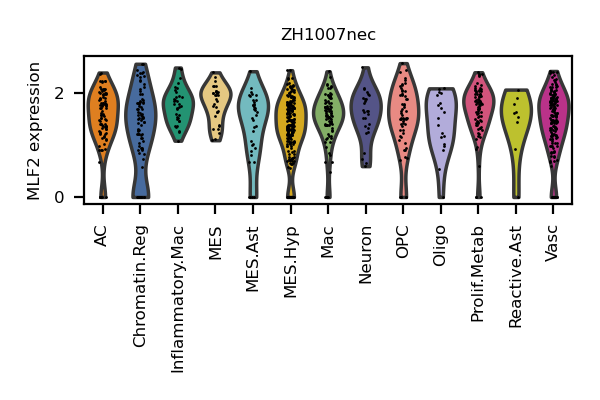 ZH1007nec
MLF2 expression
2
0
AC
Chromatin.Reg
Inflammatory.Mac
MES
MES.Ast
MES.Hyp
Mac
Neuron
OPC
Oligo
Prolif.Metab
Reactive.Ast
Vasc